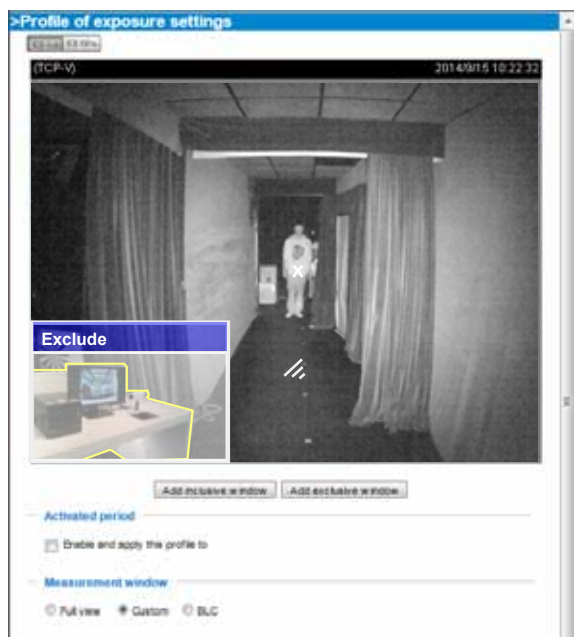 >Profile of exposure settings
(TCP-V) 2014/9/15 10:22:32
Exclude
Add inclusive window Add exclusive window
Activated period
Enable and apply this profile to
Measurement window
Full view Custom BLC